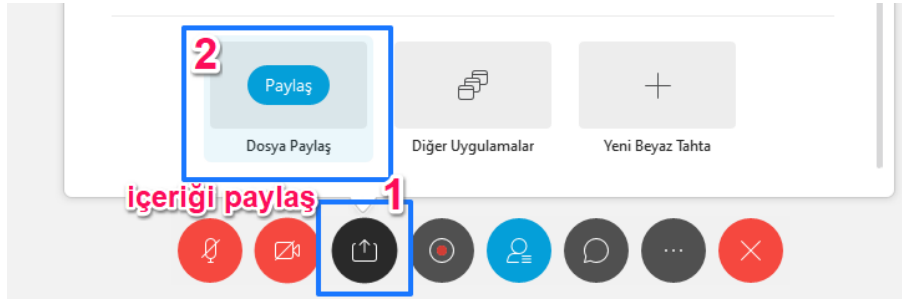 2
Paylaş
Dosya Paylaş
Diğer Uygulamalar
Yeni Beyaz Tahta
içeriği paylaş
1